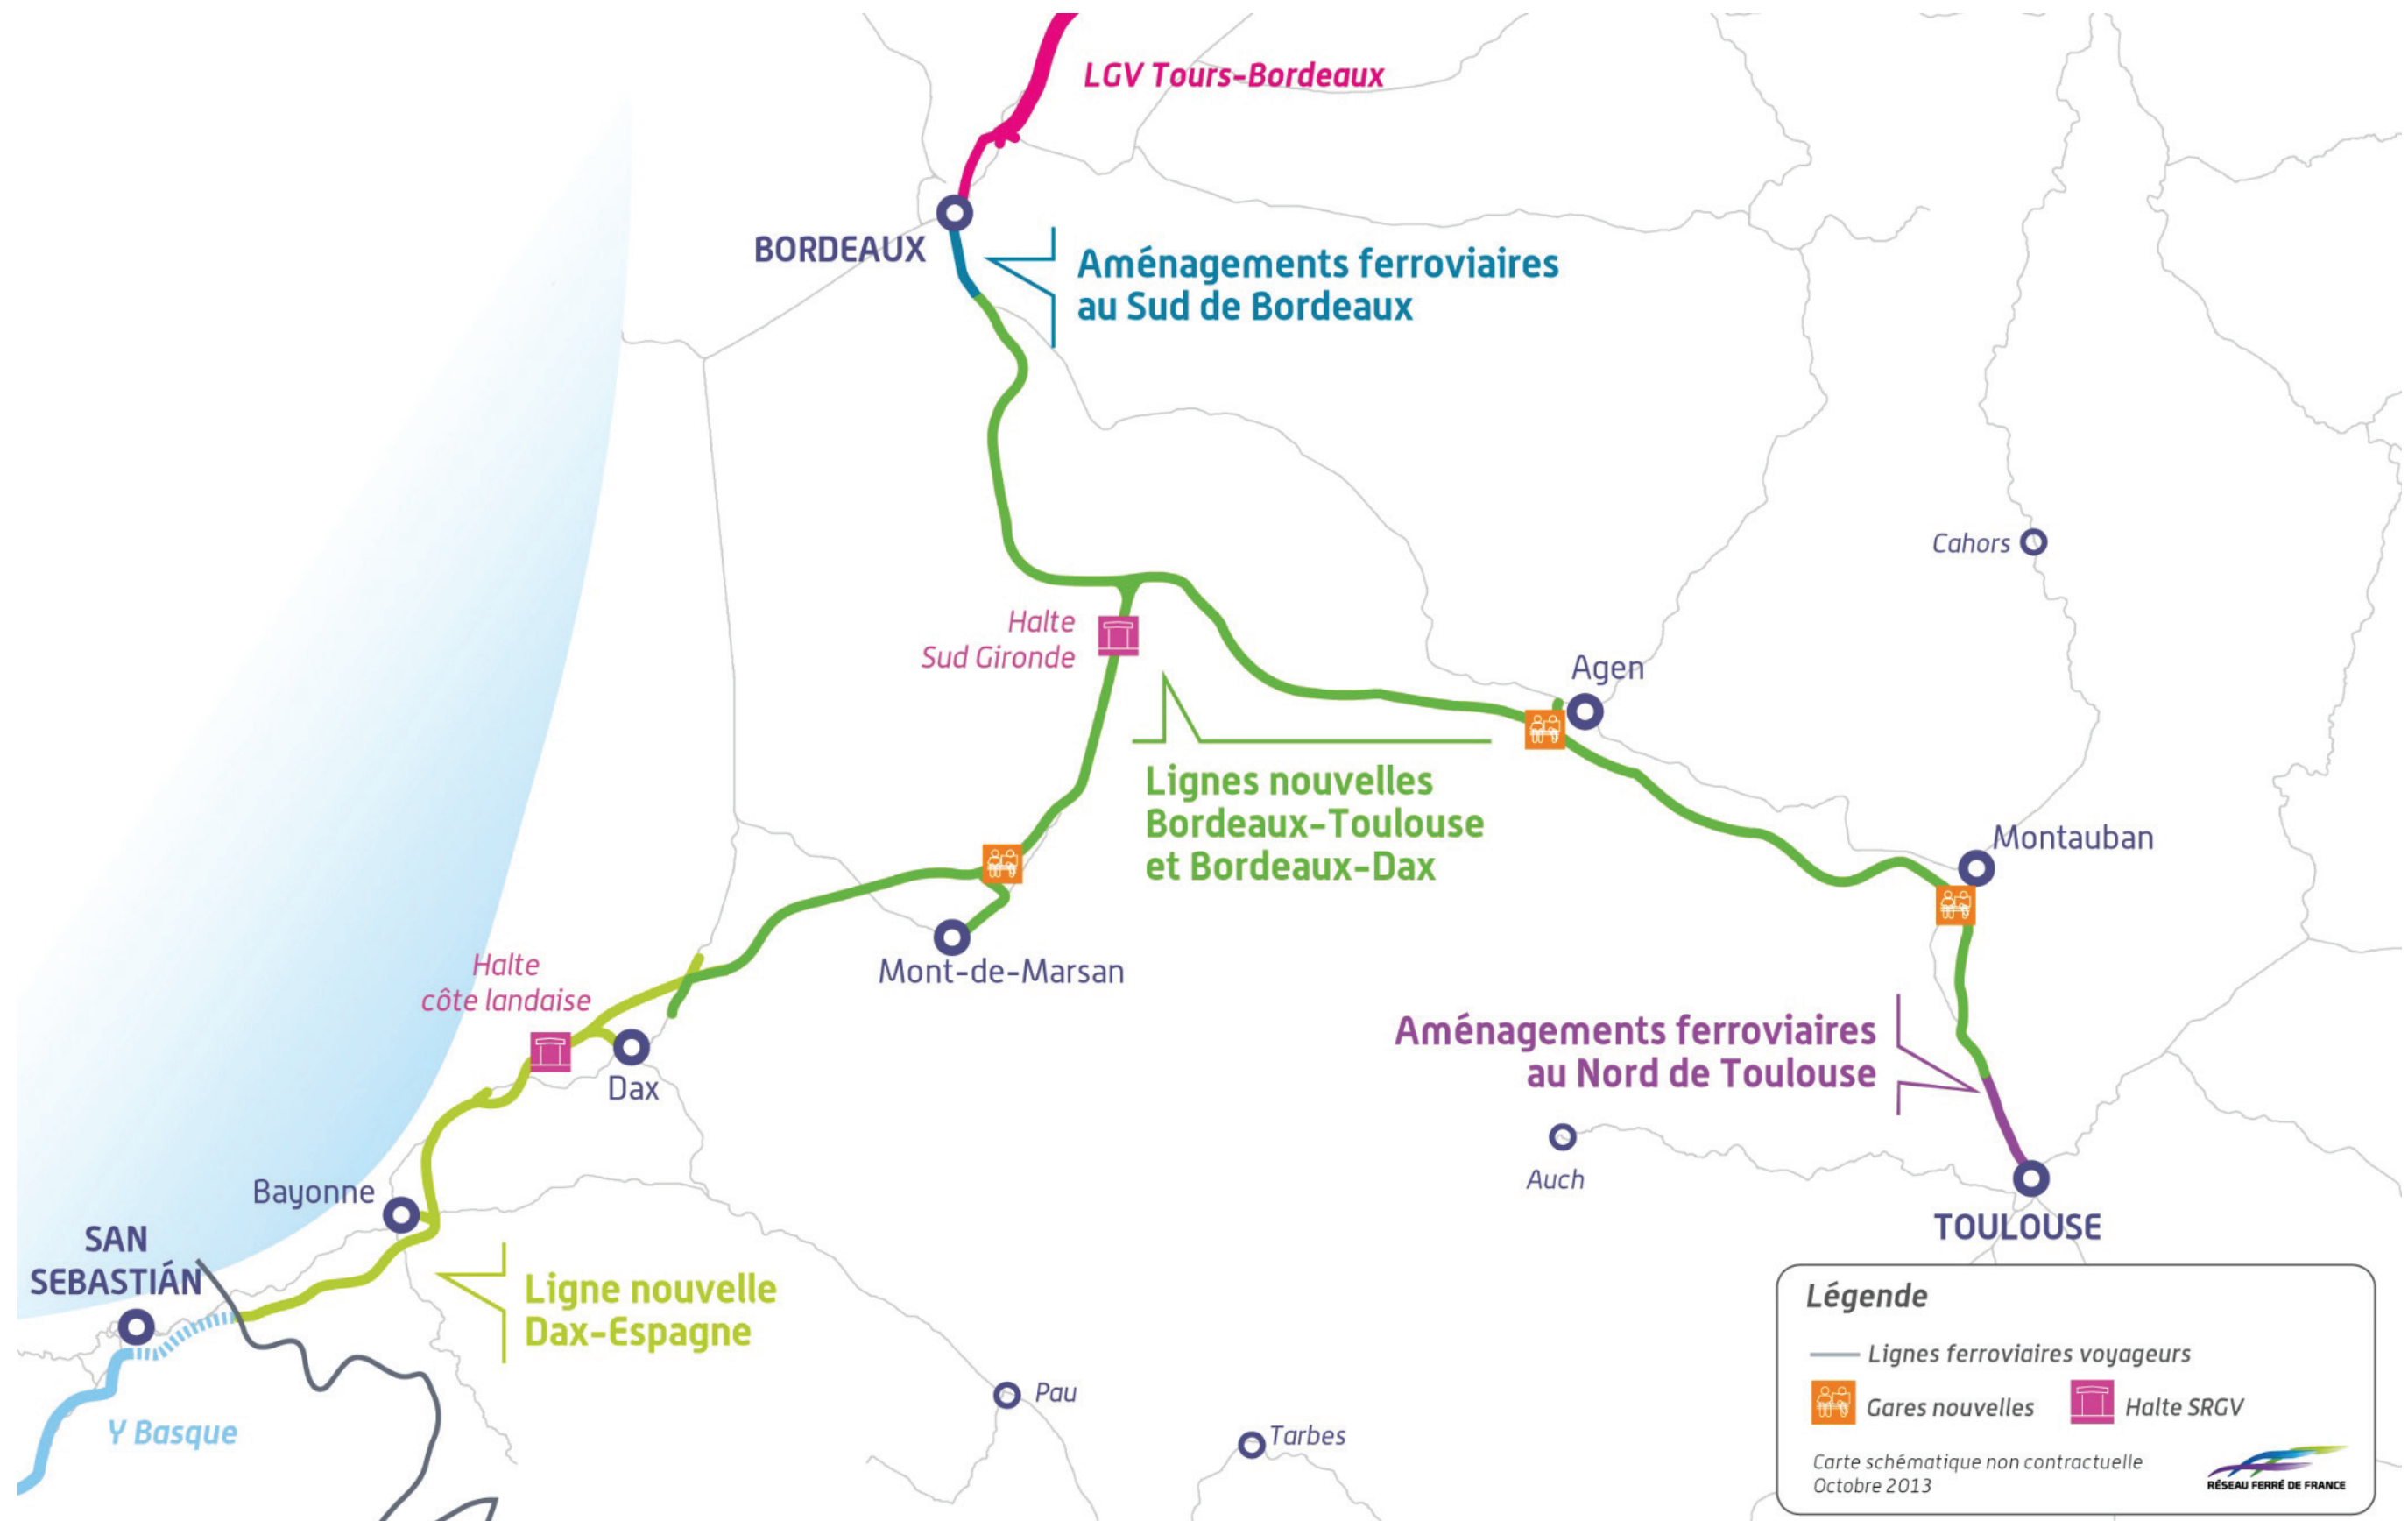 LGV Tours-Bordeaux
BORDEAUX
Aménagements ferroviaires
au Sud de Bordeaux
Cahors
Halte
Sud Gironde
Agen
Lignes nouvelles
Bordeaux-Toulouse
et Bordeaux-Dax
Montauban
Mont-de-Marsan
Halte
côte landaise
Dax
Aménagements ferroviaires
au Nord de Toulouse
Auch
TOULOUSE
Bayonne
SAN
SEBASTIÁN
Ligne nouvelle
Dax-Espagne
Y Basque
Pau
Tarbes
Légende
Lignes ferroviaires voyageurs
Gares nouvelles
Halte SRGV
Carte schématique non contractuelle
Octobre 2013
RÉSEAU FERRÉ DE FRANCE